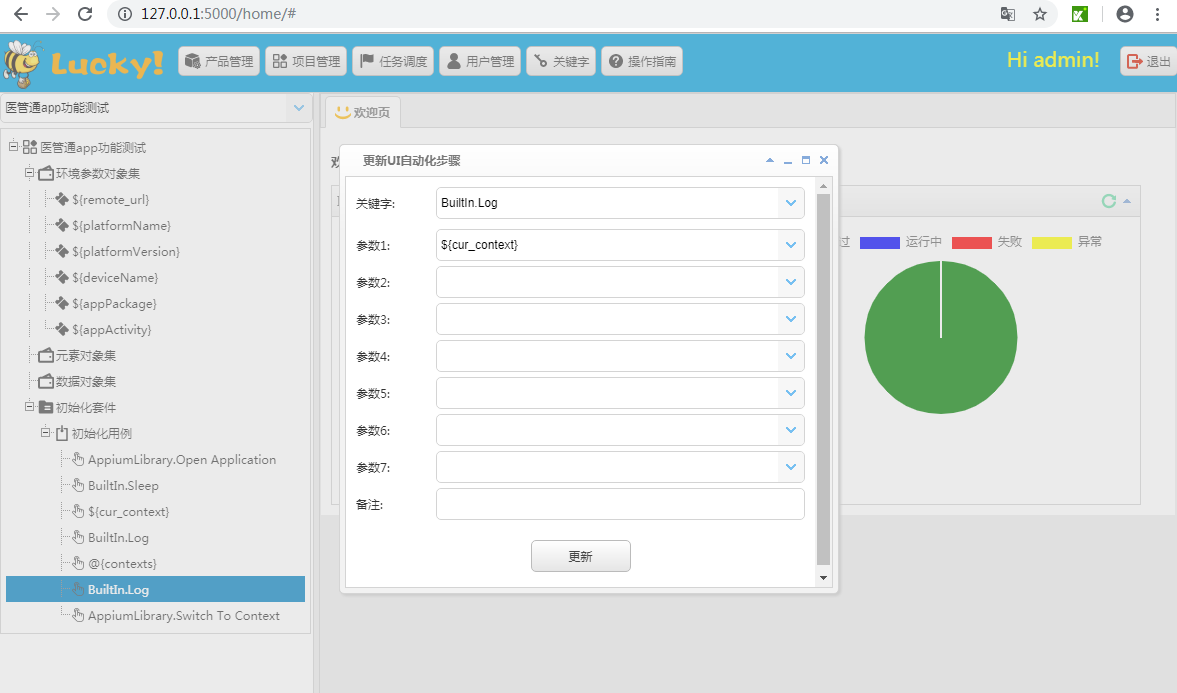 127.0.0.1:5000/home/#
Lucky!
产品管理
项目管理
任务调度
用户管理
关键字
操作指南
Hi admin!
退出
医管通app功能测试
欢迎页
医管通app功能测试
环境参数对象集
${remote_url}
${platformName}
${platformVersion}
${deviceName}
${appPackage}
${appActivity}
元素对象集
数据对象集
初始化套件
初始化用例
AppiumLibrary.Open Application
BuiltIn.Sleep
${cur_context}
BuiltIn.Log
@{contexts}
BuiltIn.Log
AppiumLibrary.Switch To Context
更新UI自动化步骤
关键字:
BuiltIn.Log
参数1:
${cur_context}
参数2:
参数3:
参数4:
参数5:
参数6:
参数7:
备注:
更新
过
运行中
失败
异常